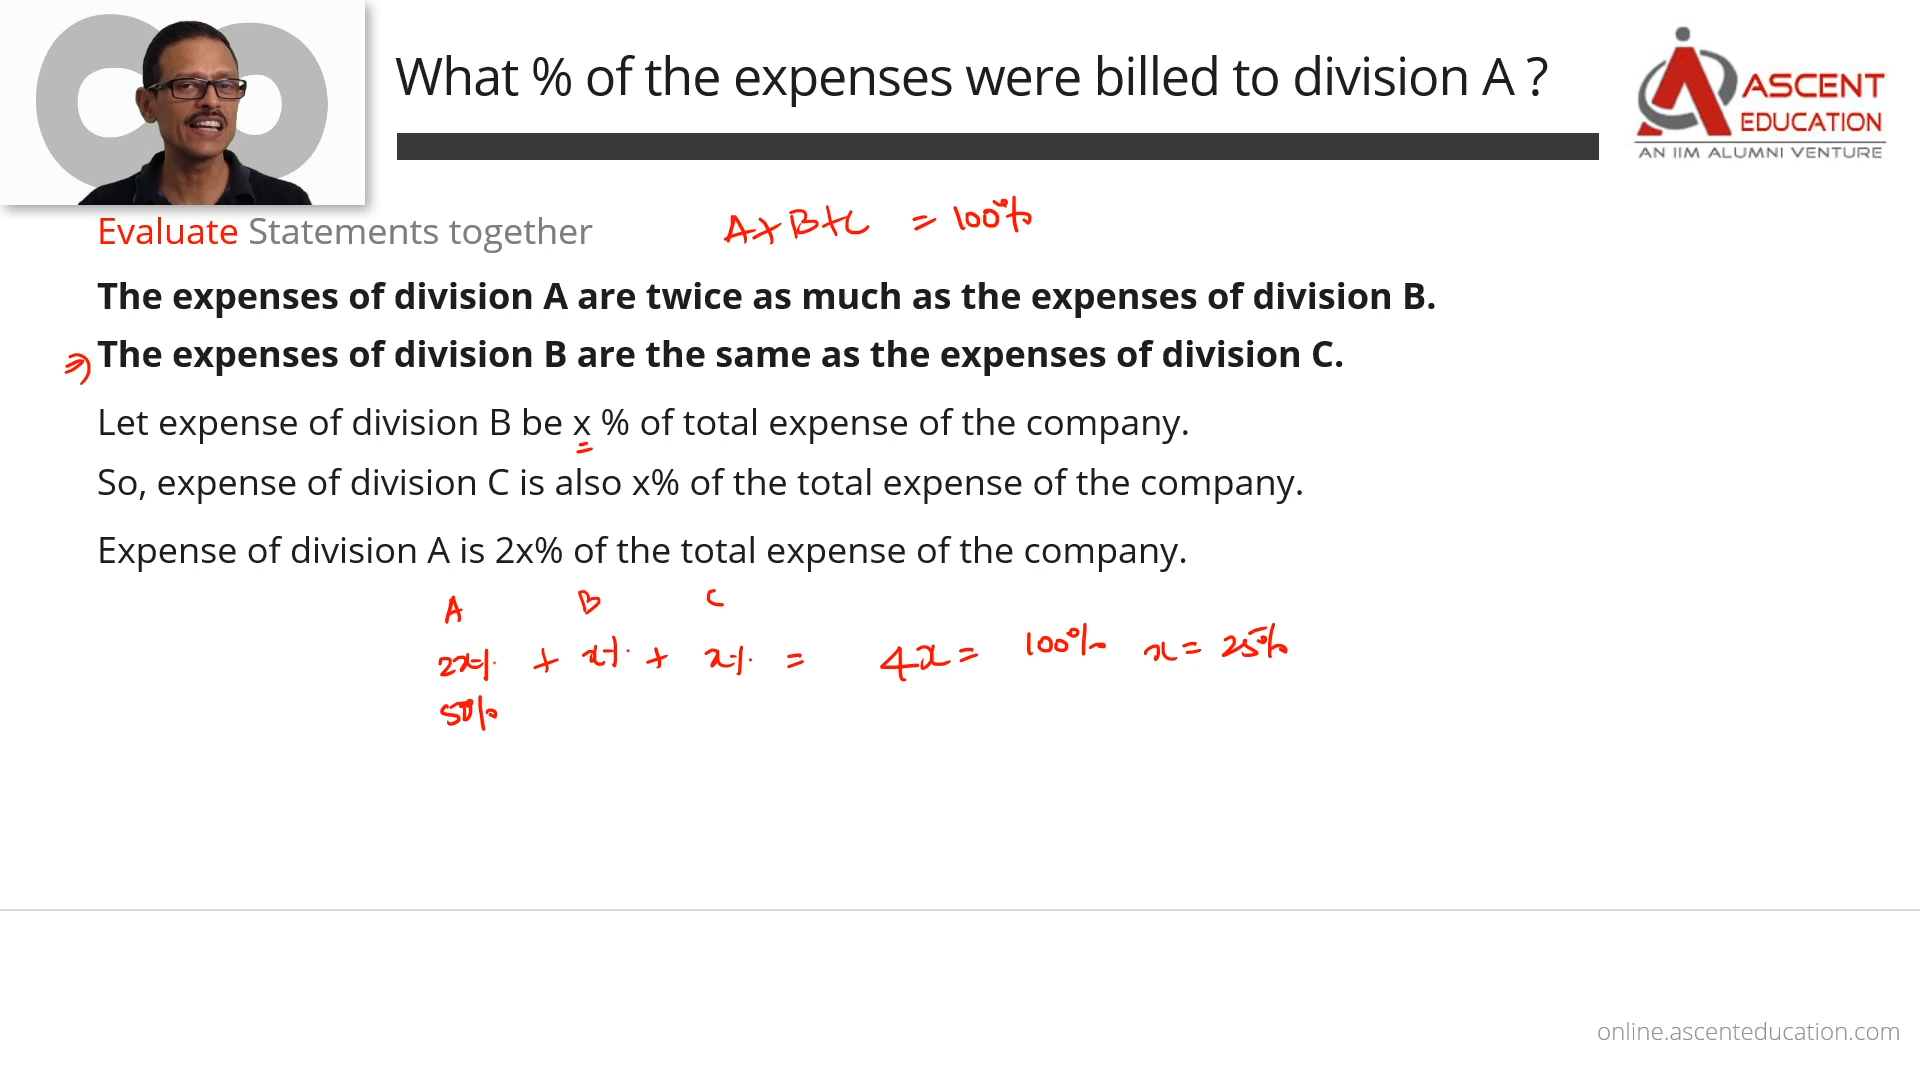 What % of the expenses were billed to division A ?
ASCENT
EDUCATION
AN IIM ALUMNI VENTURE
Evaluate Statements together
A+B+C = 100%
The expenses of division A are twice as much as the expenses of division B.
⇒ The expenses of division B are the same as the expenses of division C.
Let expense of division B be x % of total expense of the company.
So, expense of division C is also x% of the total expense of the company.
Expense of division A is 2x% of the total expense of the company.
A B C
2x% + x% + x% = 4x = 100% x = 25%
50%
online.ascenteducation.com